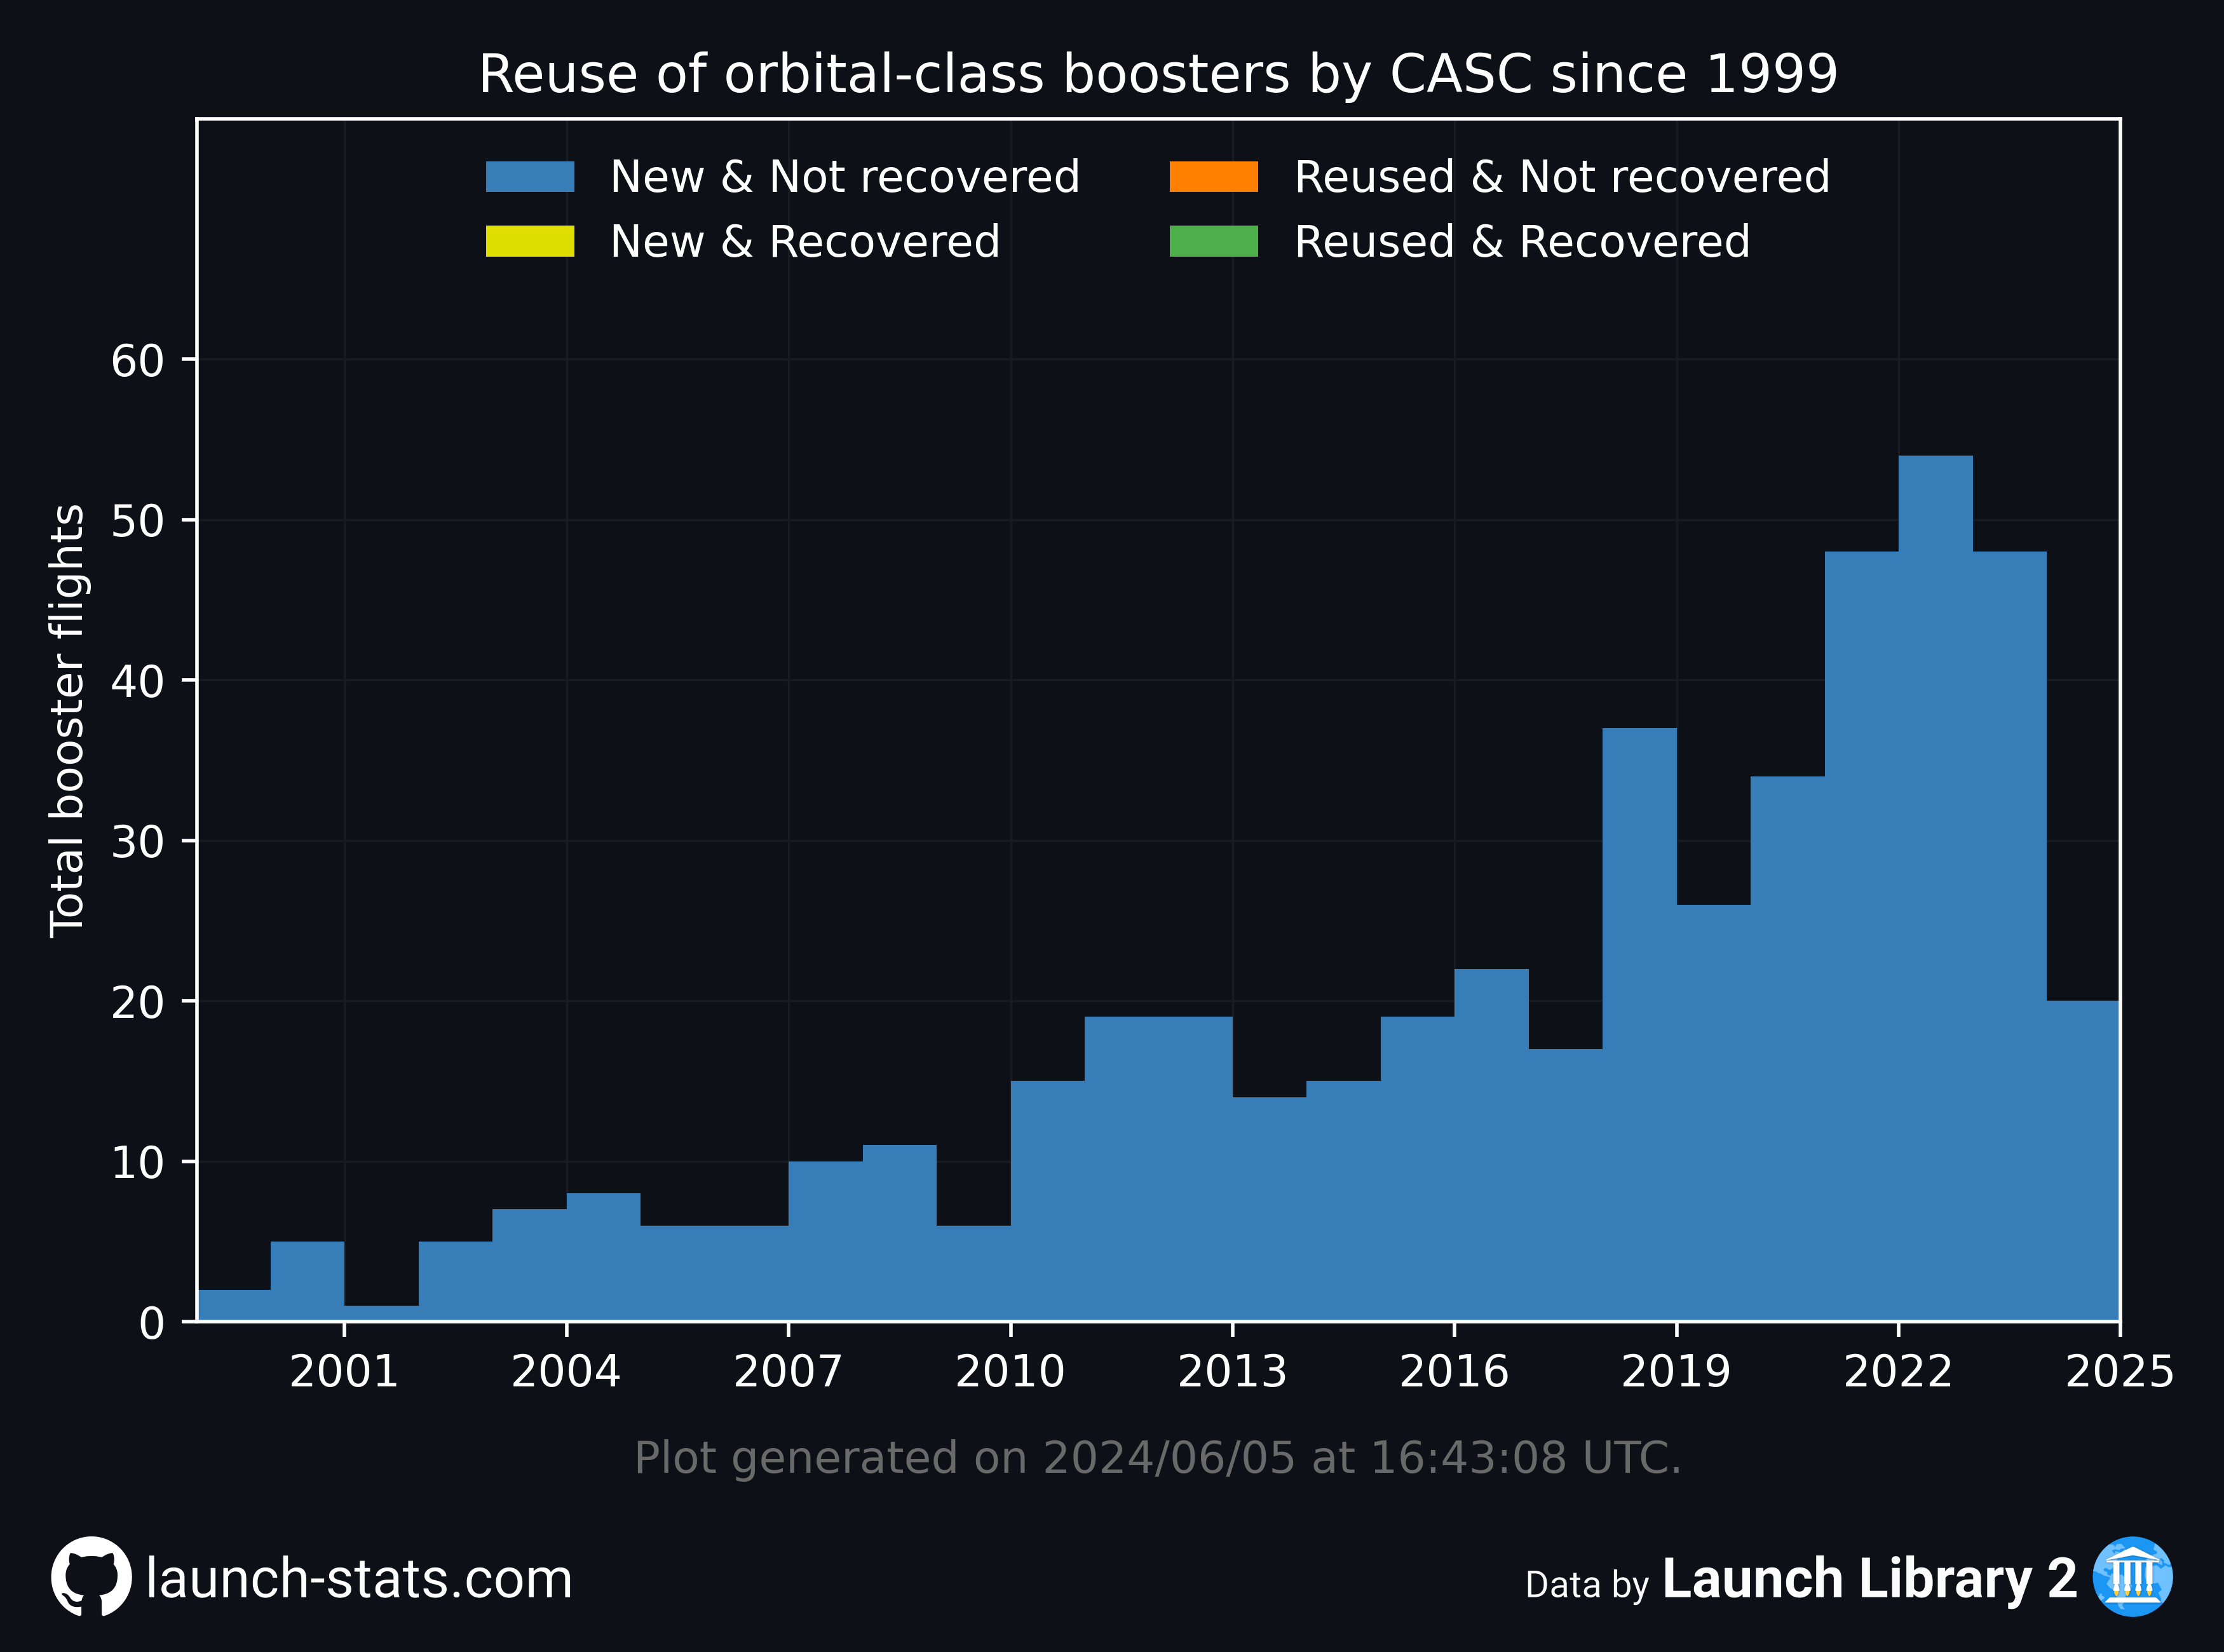 Reuse of orbital-class boosters by CASC since 1999
New & Not recovered
New & Recovered
Reused & Not recovered
Reused & Recovered
Total booster flights
60
50
40
30
20
10
0
2001 2004 2007 2010 2013 2016 2019 2022 2025
Plot generated on 2024/06/05 at 16:43:08 UTC.
launch-stats.com
Data by Launch Library 2